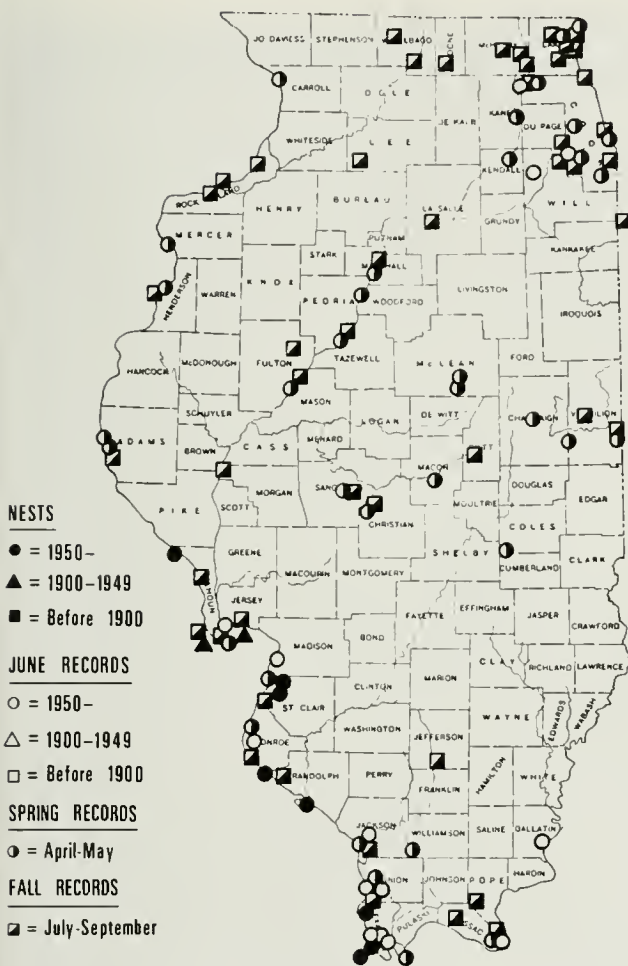 JO DAVIESS
STEPHENSON
CARROLL
OGLE
WHITESIDE
LEE
DE KALB
KANE
DU PAGE
KENDALL
WILL
ROCK
HENRY
BUREAU
LA SALLE
GRUNDY
MERCER
PUTNAM
KANKAKEE
STARK
KNOX
HENDERSON
WARREN
PEORIA
WOODFORD
LIVINGSTON
IROQUOIS
FULTON
TAZEWELL
McLEAN
FORD
HANCOCK
McDONOUGH
MASON
SCHUYLER
LOGAN
DE WITT
ADAMS
BROWN
CASS
MENARD
MACON
MORGAN
SCOTT
DOUGLAS
EDGAR
MOULTRIE
PIKE
CHRISTIAN
COLES
SHELBY
GREENE
MACOUPIN
MONTGOMERY
CUMBERLAND
CLARK
JERSEY
FAYETTE
EFFINGHAM
JASPER
CRAWFORD
MADISON
BOND
CLAY
RICHLAND
LAWRENCE
CLINTON
MARION
ST CLAIR
WAYNE
EDWARDS
WABASH
WASHINGTON
JEFFERSON
HAMILTON
WHITE
RANDOLPH
PERRY
FRANKLIN
JACKSON
WILLIAMSON
SALINE
GALLATIN
JOHNSON
POPE
HARDIN
PULASKI
NESTS
● = 1950-
▲ = 1900-1949
■ = Before 1900
JUNE RECORDS
○ = 1950-
△ = 1900-1949
□ = Before 1900
SPRING RECORDS
◑ = April-May
FALL RECORDS
◪ = July-September